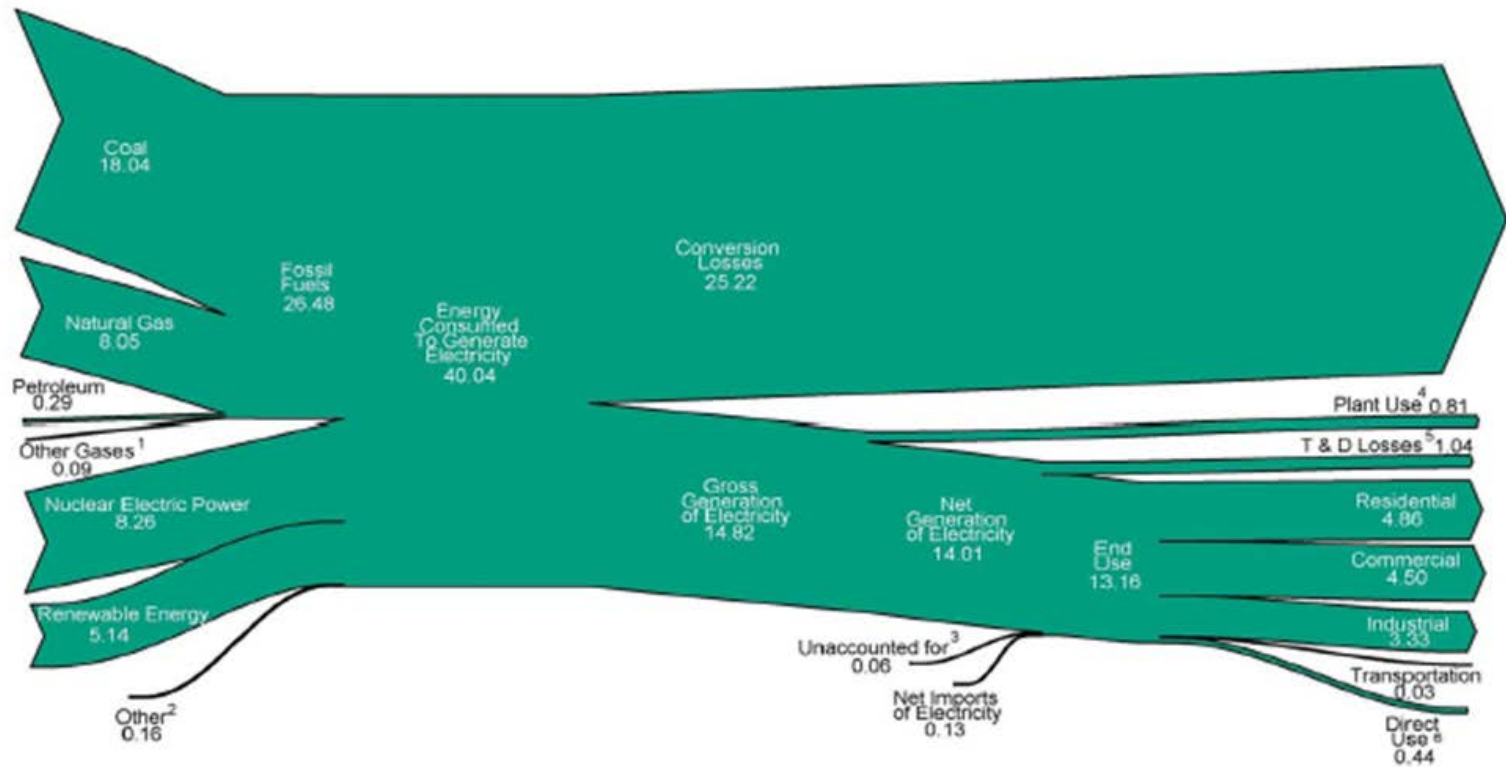 Coal
18.04
Fossil
Fuels
26.48
Natural Gas
8.05
Petroleum
0.29
Other Gases 1
0.09
Nuclear Electric Power
8.26
Renewable Energy
5.14
Other 2
0.16
Energy
Consumed
To Generate
Electricity
40.04
Conversion
Losses
25.22
Gross
Generation
of Electricity
14.82
Net
Generation
of Electricity
14.01
End
Use
13.16
Unaccounted for 3
0.06
Net Imports
of Electricity
0.13
Plant Use 4 0.81
T & D Losses 5 1.04
Residential
4.86
Commercial
4.50
Industrial
3.33
Transportation
0.03
Direct
Use 6
0.44